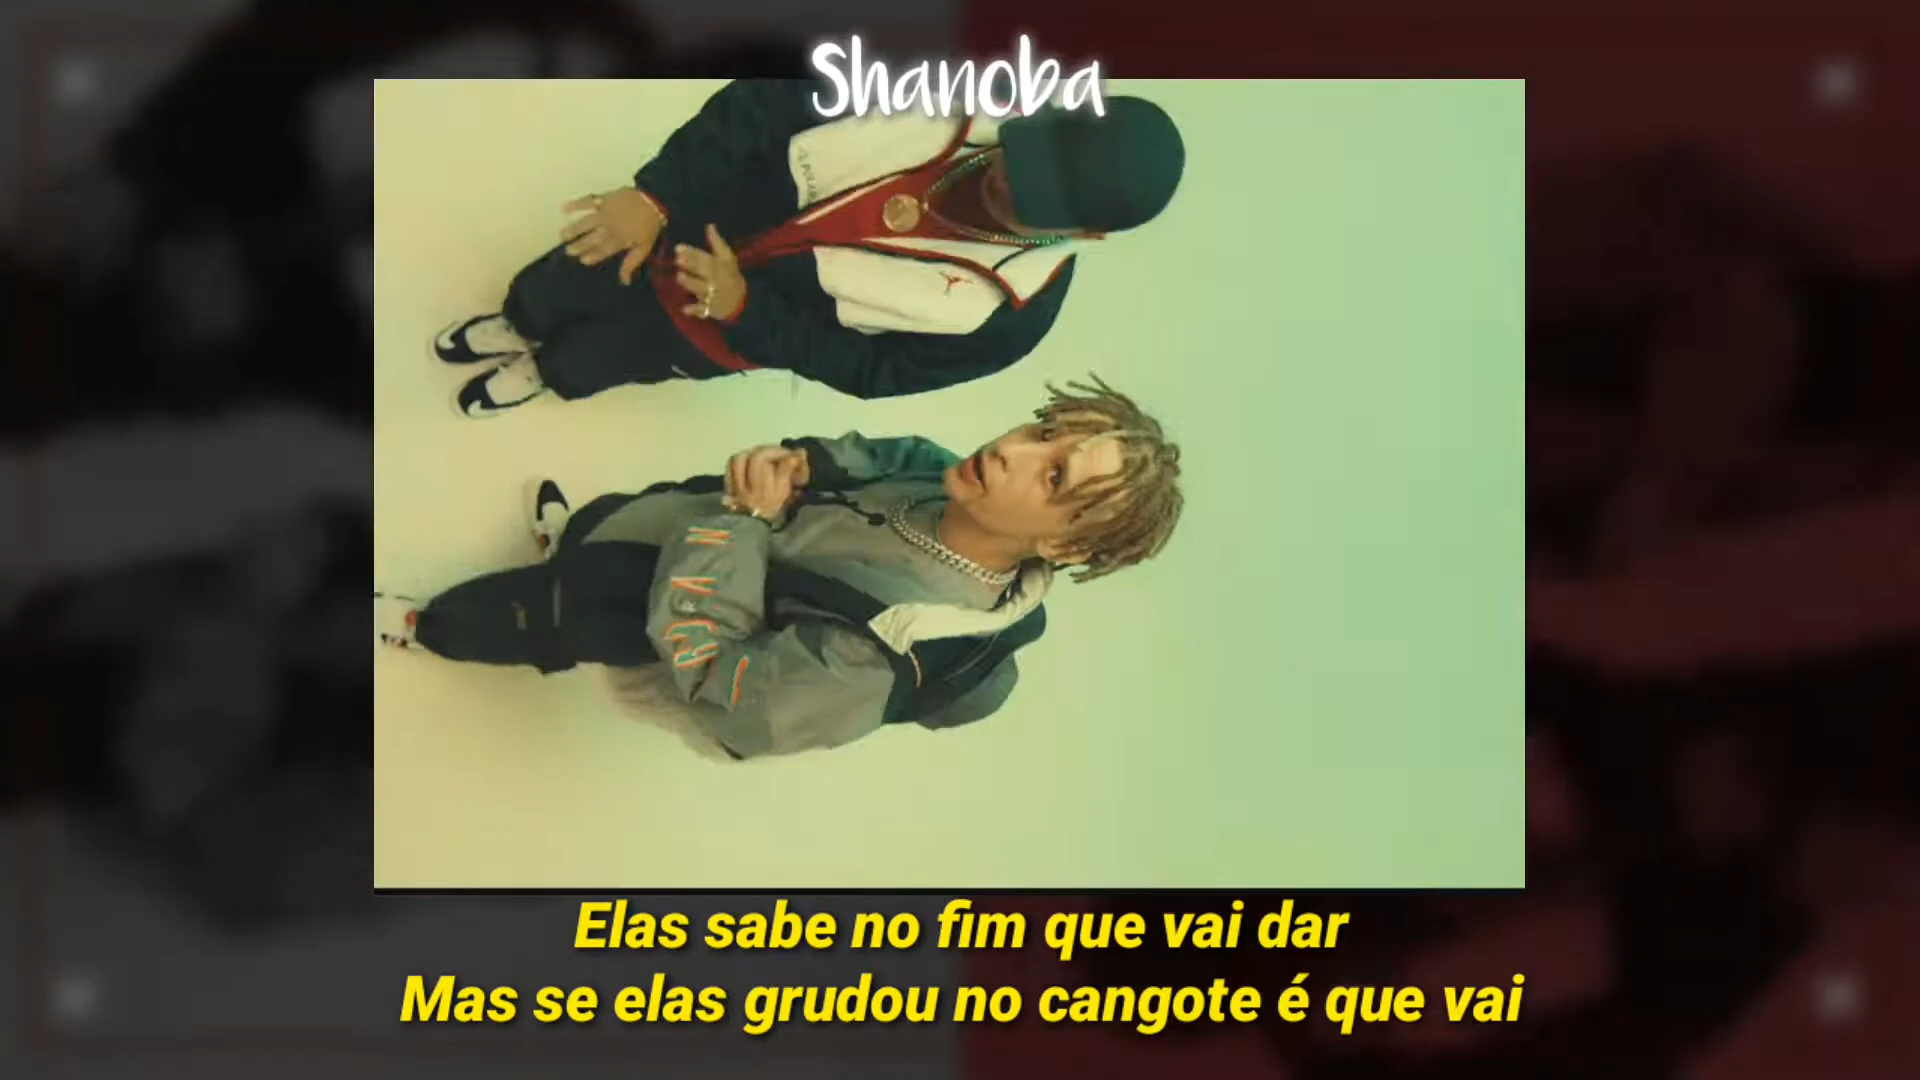 Shanoba
Elas sabe no fim que vai dar
Mas se elas grudou no cangote é que vai